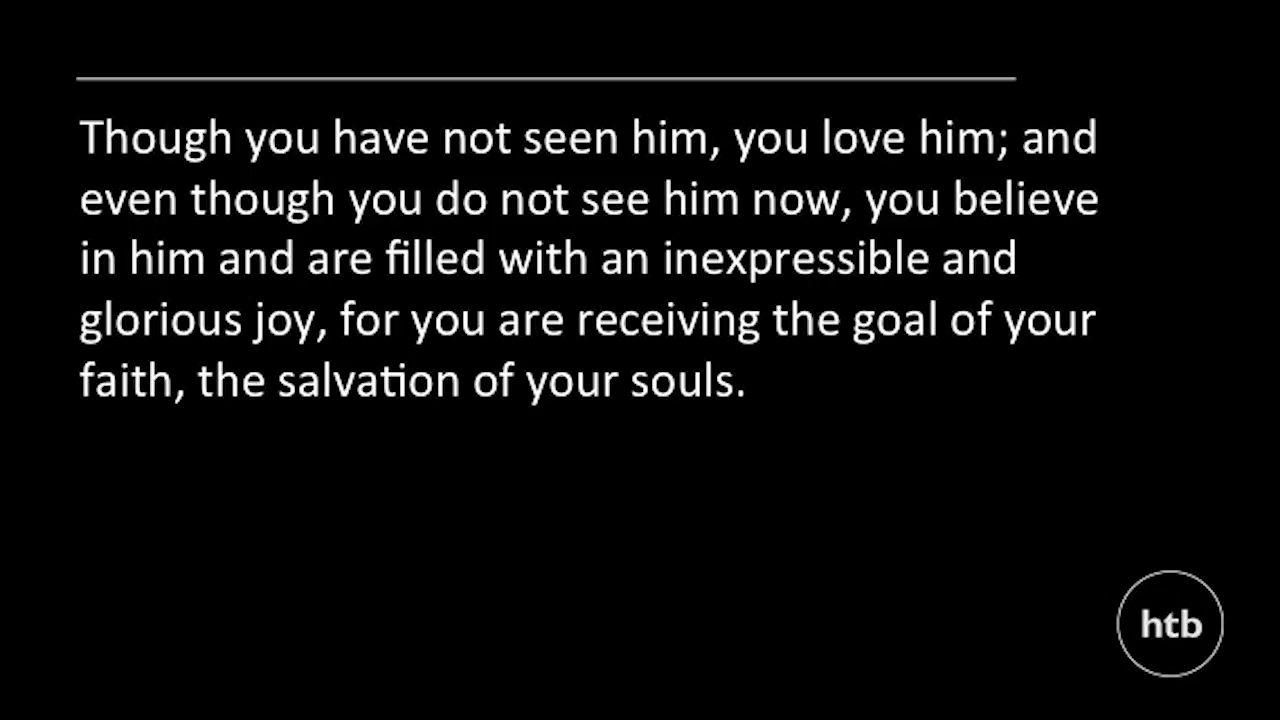 Though you have not seen him, you love him; and
even though you do not see him now, you believe
in him and are filled with an inexpressible and
glorious joy, for you are receiving the goal of your
faith, the salvation of your souls.
htb